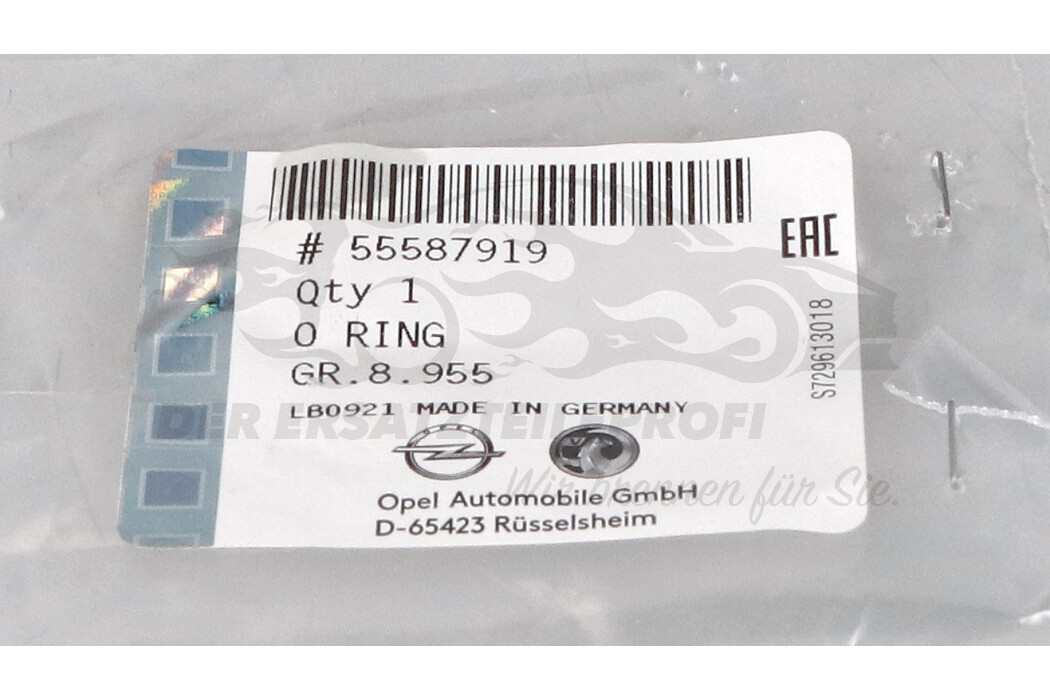 # 55587919
Qty 1
O RING
GR.8.955
LB0921 MADE IN GERMANY
Opel Automobile GmbH
D-65423 Rüsselsheim
EAC
S729613018
DER ERSATZTEILEPROFI
Wir brennen für Sie.